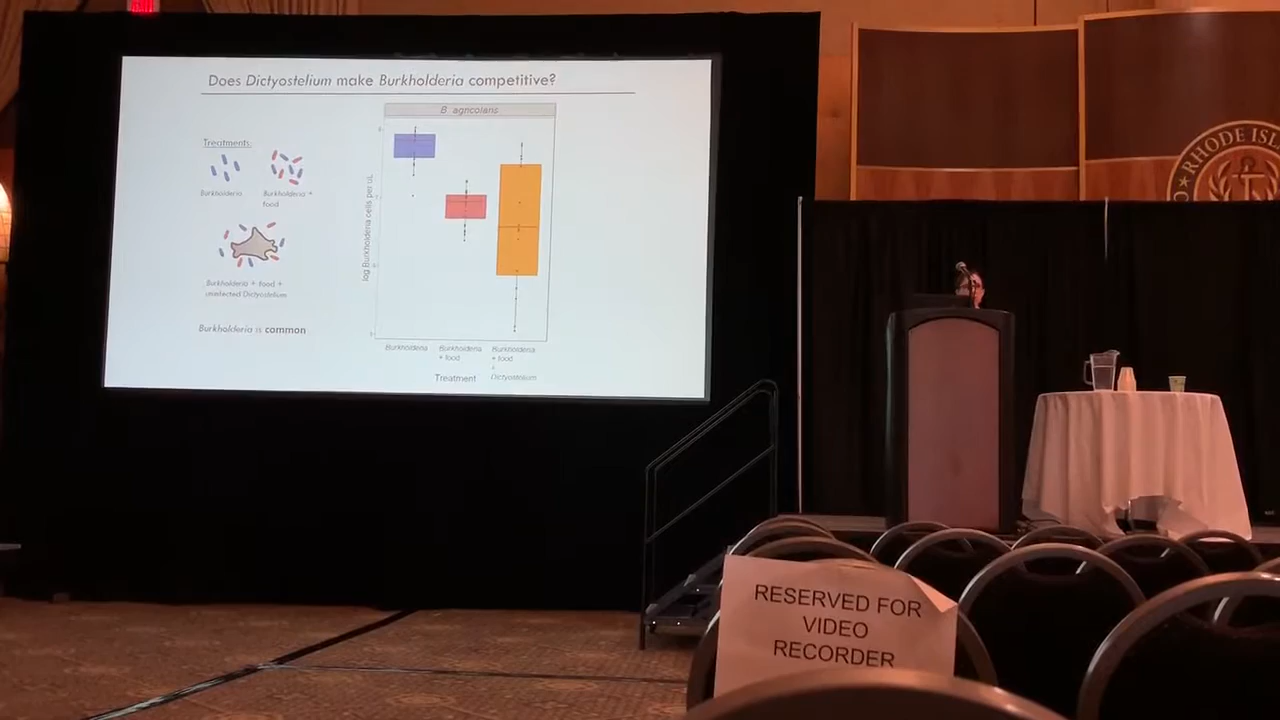 Does Dictyostelium make Burkholderia competitive?
Treatments:
Burkholderia
Burkholderia +
food
Burkholderia + food +
uninfected Dictyostelium
Burkholderia is common
B. agricolaris
log Burkholderia cells per uL
Burkholderia
Burkholderia
+ food
Burkholderia
+ food
+
Dictyostelium
Treatment
RHODE ISL
RESERVED FOR
VIDEO
RECORDER